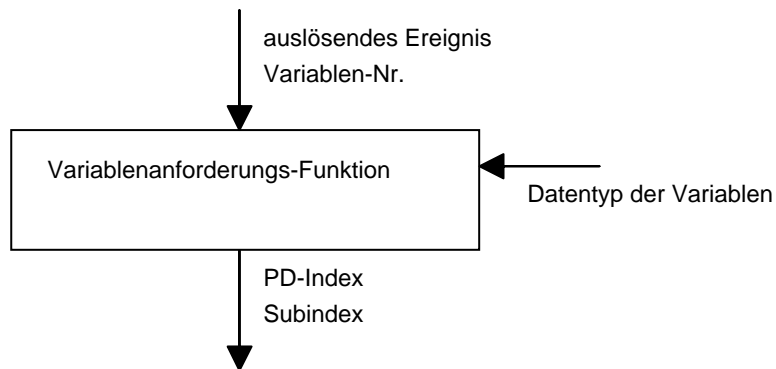 auslösendes Ereignis
Variablen-Nr.
Variablenanforderungs-Funktion
Datentyp der Variablen
PD-Index
Subindex